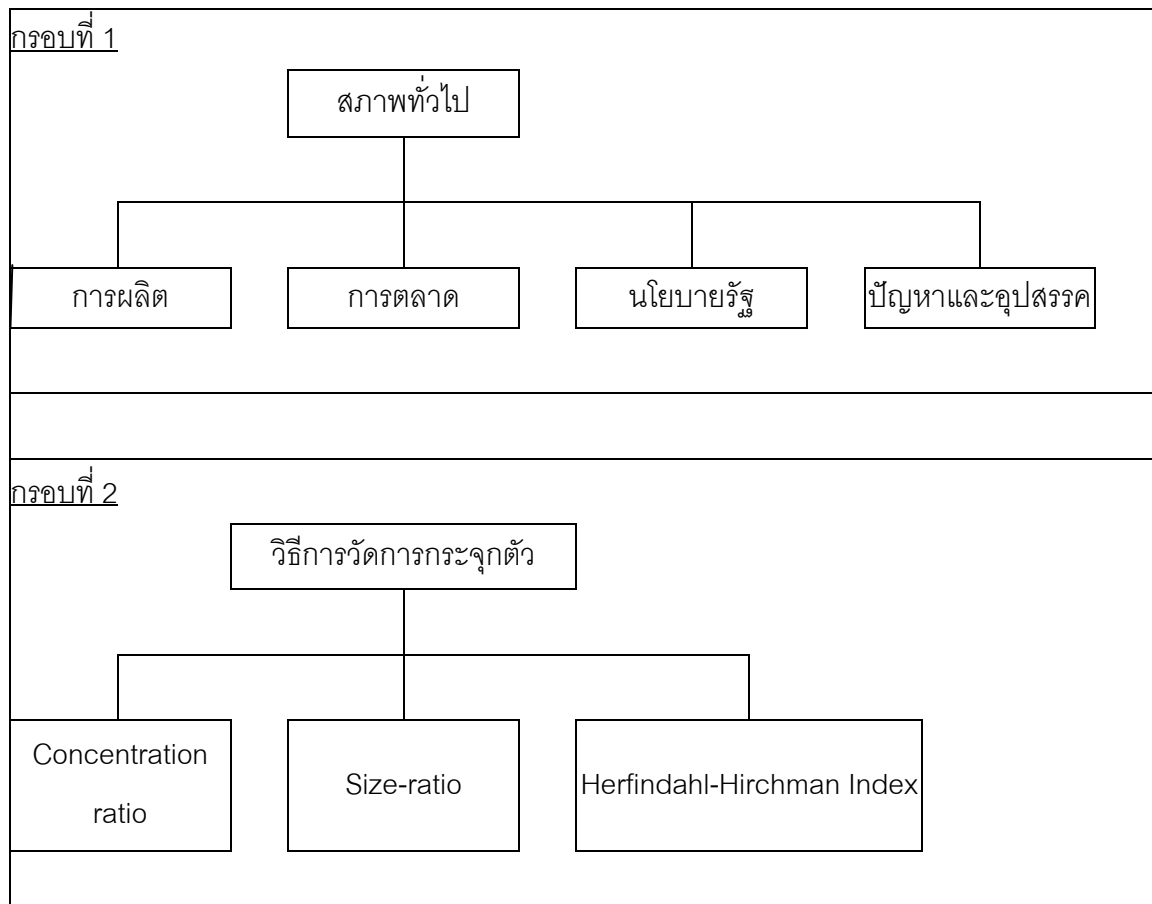 กรอบที่ 1
สภาพทั่วไป
การผลิต
การตลาด
นโยบายรัฐ
ปัญหาและอุปสรรค
กรอบที่ 2
วิธีการวัดการกระจุกตัว
Concentration
ratio
Size-ratio
Herfindahl-Hirchman Index